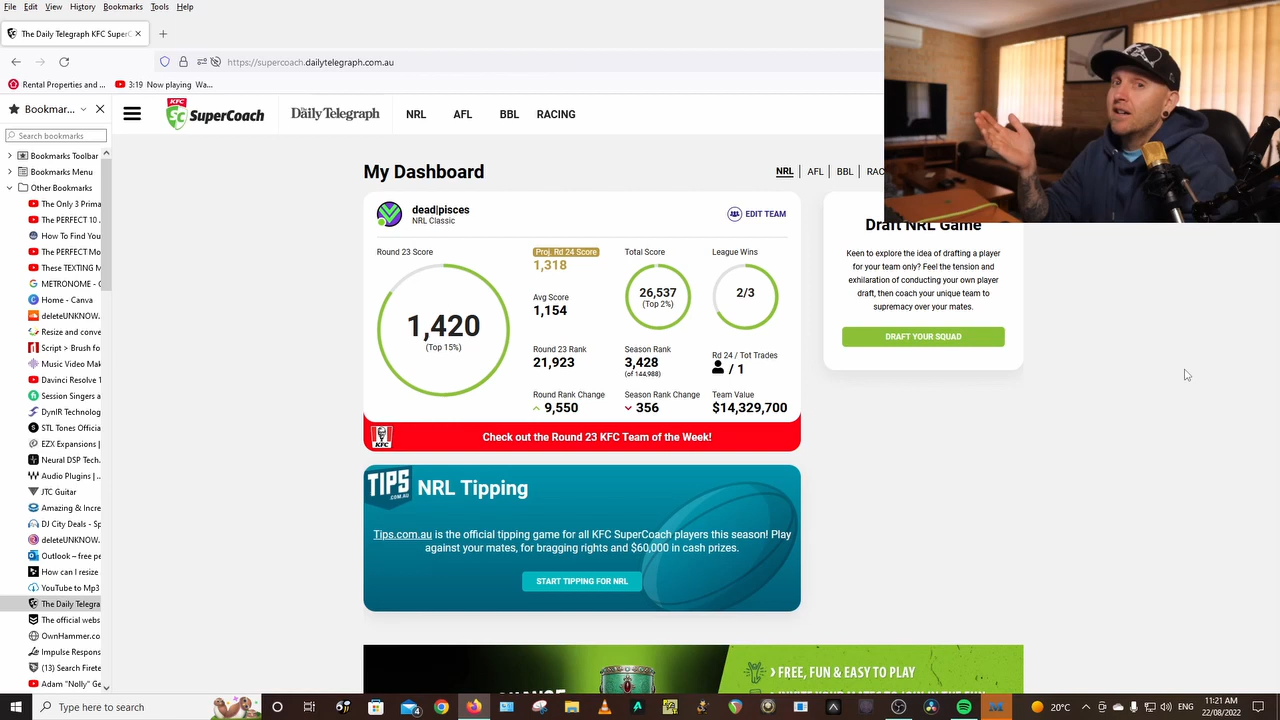 File Edit View History Bookmarks Tools Help
The Daily Telegraph KFC SuperC
https://supercoach.dailytelegraph.com.au
Rental Properties and ... 3:19 Now playing Wa...
Bookmar...
KFC SC SuperCoach The Daily Telegraph NRL AFL BBL RACING
Search bookmarks
Bookmarks Toolbar
Bookmarks Menu
Other Bookmarks
The Only 3 Prima
The PERFECT 10
How To Find You
The PERFECT Mo
These TEXTING M
METRONOME - G
Home - Canva
deleteUNKNOW.
Resize and conve
Script > Brush fo
Music Video Mak
Davinci Resolve 1
Session Singers a
DynIR Technolog
STL Tones Officia
EZX Expansions |
Neural DSP Tech.
Audio Plugins | ..
JTC Guitar
Amazing & Incre
DJ City Deals - Sp
deleteUNKNOW.
Outlook – free pe
How can I resize
YouTube to Mp3
The Daily Telegra
The official webs
OwnHammer.co
Impulse Respons
(13) Search Firete
Adam "Nolly" Ge
My Dashboard
NRL | AFL | BBL | RAC
dead|pisces
NRL Classic
EDIT TEAM
Round 23 Score
1,420
(Top 15%)
Proj. Rd 24 Score
1,318
Avg Score
1,154
Round 23 Rank
21,923
Round Rank Change
9,550
Total Score
26,537
(Top 2%)
Season Rank
3,428
(of 144,988)
Season Rank Change
356
League Wins
2/3
Rd 24 / Tot Trades
/ 1
Team Value
$14,329,700
KFC
Check out the Round 23 KFC Team of the Week!
Draft NRL Game
Keen to explore the idea of drafting a player
for your team only? Feel the tension and
exhilaration of conducting your own player
draft, then coach your unique team to
supremacy over your mates.
DRAFT YOUR SQUAD
TIPS
.COM.AU
NRL Tipping
Tips.com.au is the official tipping game for all KFC SuperCoach players this season! Play
against your mates, for bragging rights and $60,000 in cash prizes.
START TIPPING FOR NRL
› FREE, FUN & EASY TO PLAY
Type here to search
20°C
ENG
11:21 AM
22/08/2022